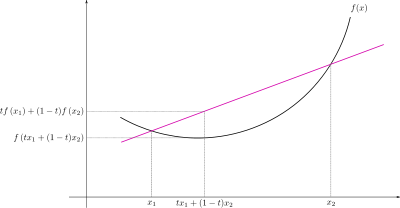 f(x)
tf (x₁) + (1−t)f (x₂)
f (tx₁ + (1−t)x₂)
x₁ tx₁ + (1−t)x₂ x₂